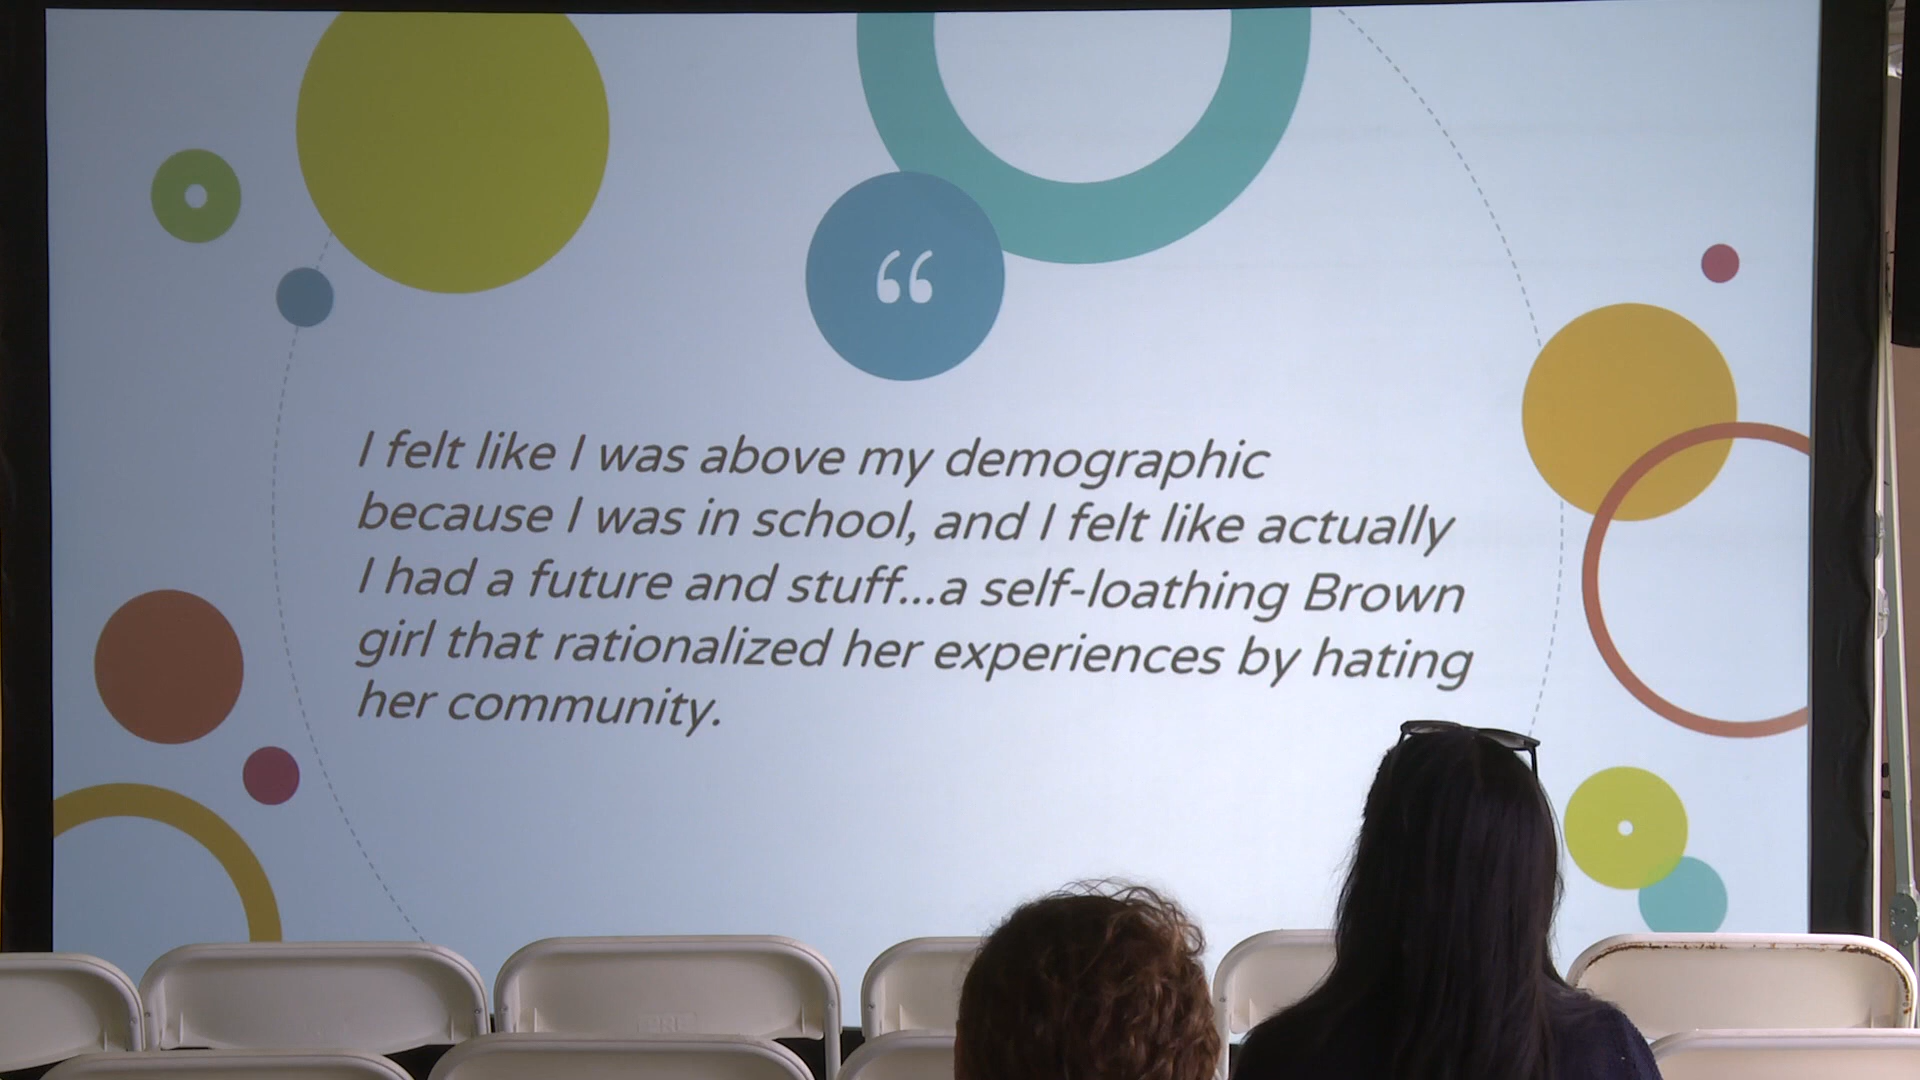 “
I felt like I was above my demographic
because I was in school, and I felt like actually
I had a future and stuff...a self-loathing Brown
girl that rationalized her experiences by hating
her community.